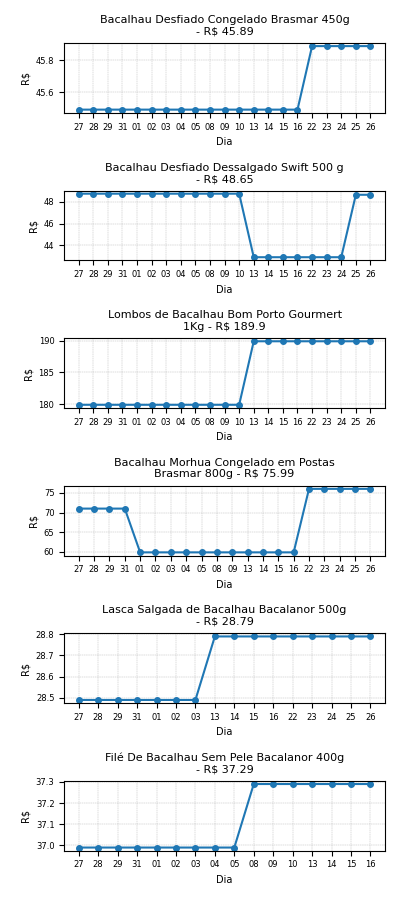 Bacalhau Desfiado Congelado Brasmar 450g
- R$ 45.89
45.8
45.6
R$
27 28 29 31 01 02 03 04 05 08 09 10 13 14 15 16 22 23 24 25 26
Dia
Bacalhau Desfiado Dessalgado Swift 500 g
- R$ 48.65
48
46
44
R$
27 28 29 31 01 02 03 04 05 08 09 10 13 14 15 16 22 23 24 25 26
Dia
Lombos de Bacalhau Bom Porto Gourmert
1Kg - R$ 189.9
190
185
180
R$
27 28 29 31 01 02 03 04 05 08 09 10 13 14 15 16 22 23 24 25 26
Dia
Bacalhau Morhua Congelado em Postas
Brasmar 800g - R$ 75.99
75
70
65
60
R$
27 28 29 31 01 02 03 04 05 08 09 13 14 15 16 22 23 24 25 26
Dia
Lasca Salgada de Bacalhau Bacalanor 500g
- R$ 28.79
28.8
28.7
28.6
28.5
R$
27 28 29 31 01 02 03 13 14 15 16 22 23 24 25 26
Dia
Filé De Bacalhau Sem Pele Bacalanor 400g
- R$ 37.29
37.3
37.2
37.1
37.0
R$
27 28 29 31 01 02 03 04 05 08 09 10 13 14 15 16
Dia